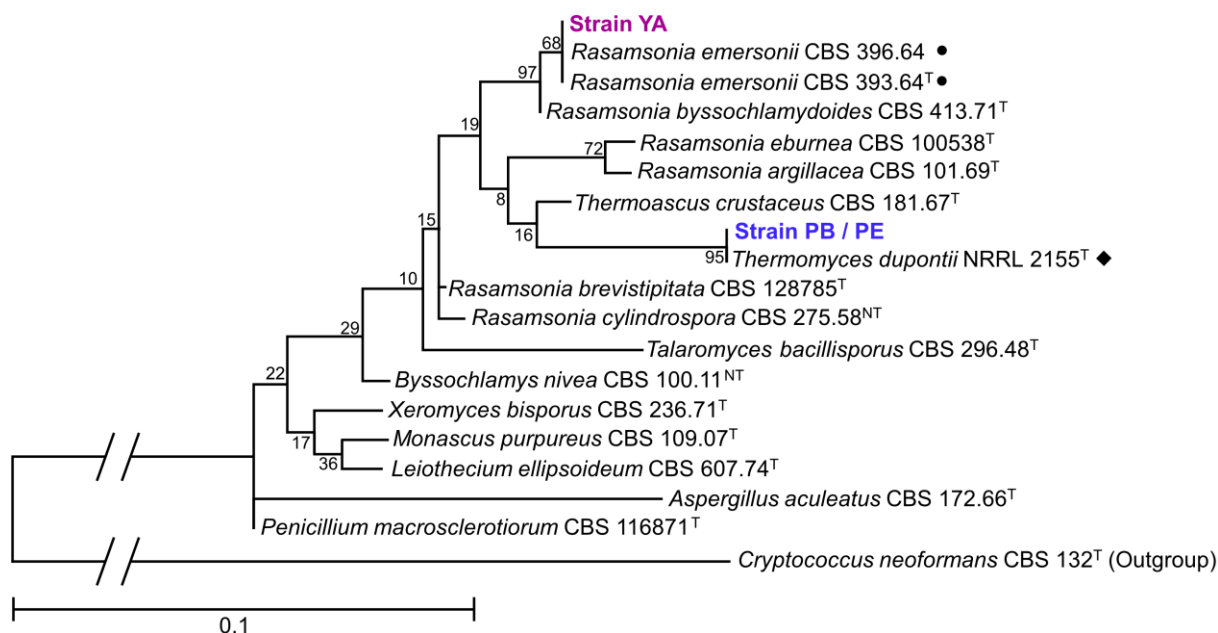 Strain YA
68
Rasamsonia emersonii CBS 396.64 ●
Rasamsonia emersonii CBS 393.64ᵀ ●
97
Rasamsonia byssochlamydoides CBS 413.71ᵀ
19
Rasamsonia eburnea CBS 100538ᵀ
72
Rasamsonia argillacea CBS 101.69ᵀ
8
Thermoascus crustaceus CBS 181.67ᵀ
15
16
Strain PB / PE
95
Thermomyces dupontii NRRL 2155ᵀ ◆
10
Rasamsonia brevistipitata CBS 128785ᵀ
Rasamsonia cylindrospora CBS 275.58ᴺᵀ
29
Talaromyces bacillisporus CBS 296.48ᵀ
22
Byssochlamys nivea CBS 100.11ᴺᵀ
Xeromyces bisporus CBS 236.71ᵀ
17
Monascus purpureus CBS 109.07ᵀ
36
Leiothecium ellipsoideum CBS 607.74ᵀ
Aspergillus aculeatus CBS 172.66ᵀ
Penicillium macrosclerotiorum CBS 116871ᵀ
Cryptococcus neoformans CBS 132ᵀ (Outgroup)
0.1